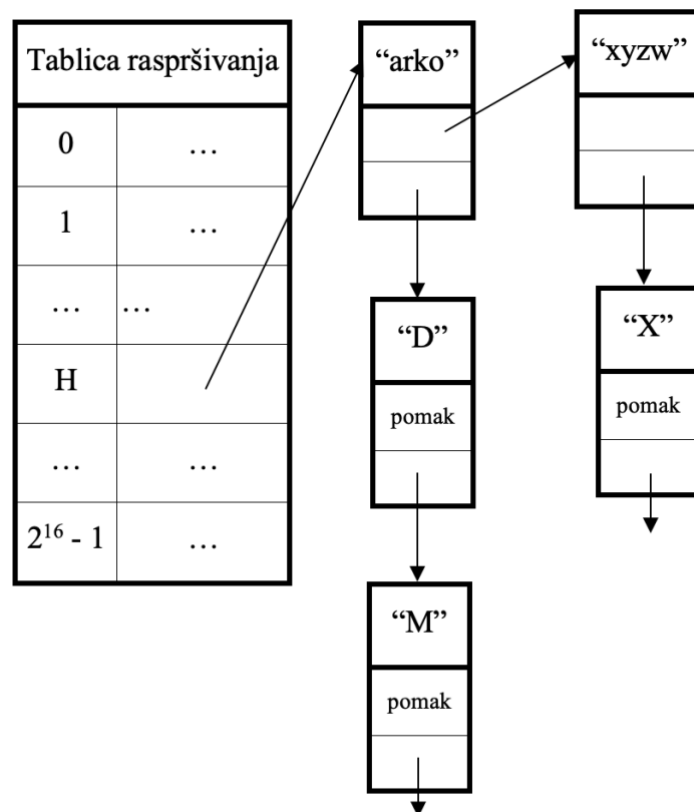 Tablica raspršivanja
0 …
1 …
… …
H
… …
2¹⁶ - 1 …
“arko”
“D”
pomak
“M”
pomak
“xyzw”
“X”
pomak